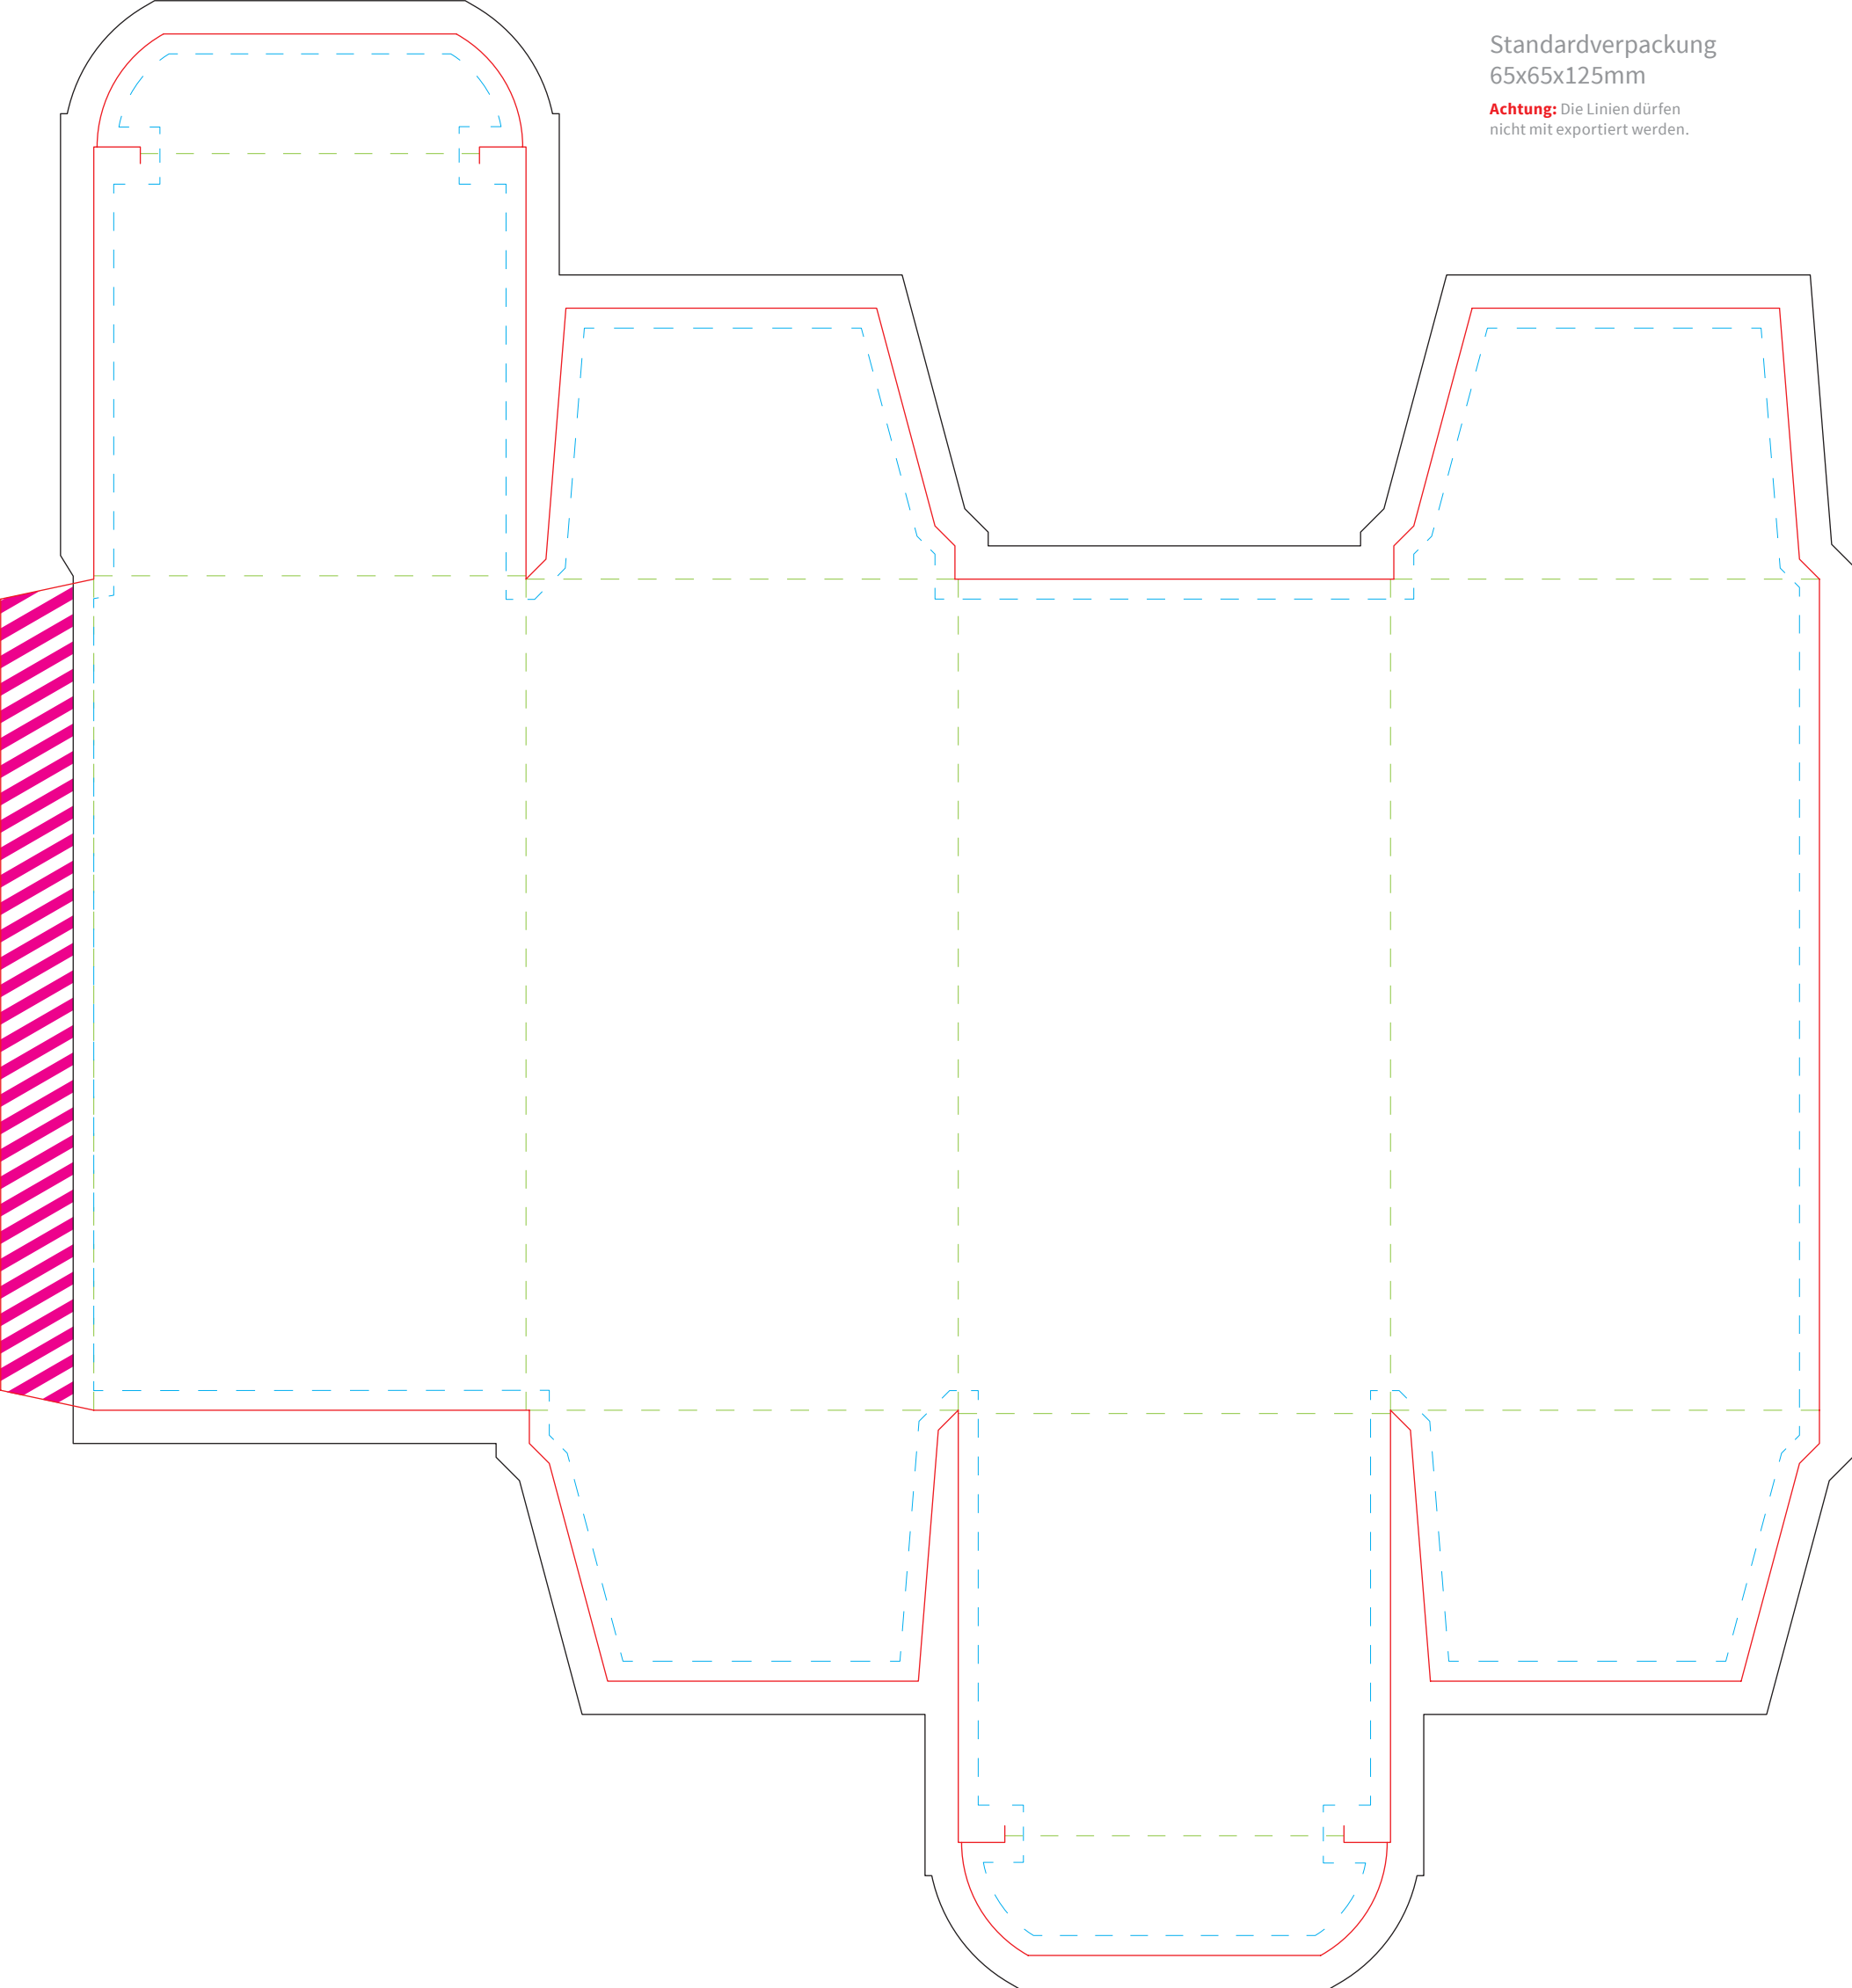 Standardverpackung
65x65x125mm
Achtung: Die Linien dürfen
nicht mit exportiert werden.